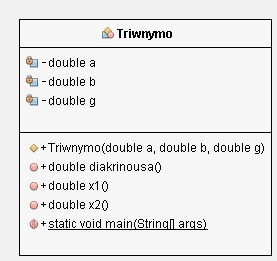 Triwnymo
- double a
- double b
- double g
+ Triwnymo(double a, double b, double g)
+ double diakrinousa()
+ double x1()
+ double x2()
+ static void main(String[] args)